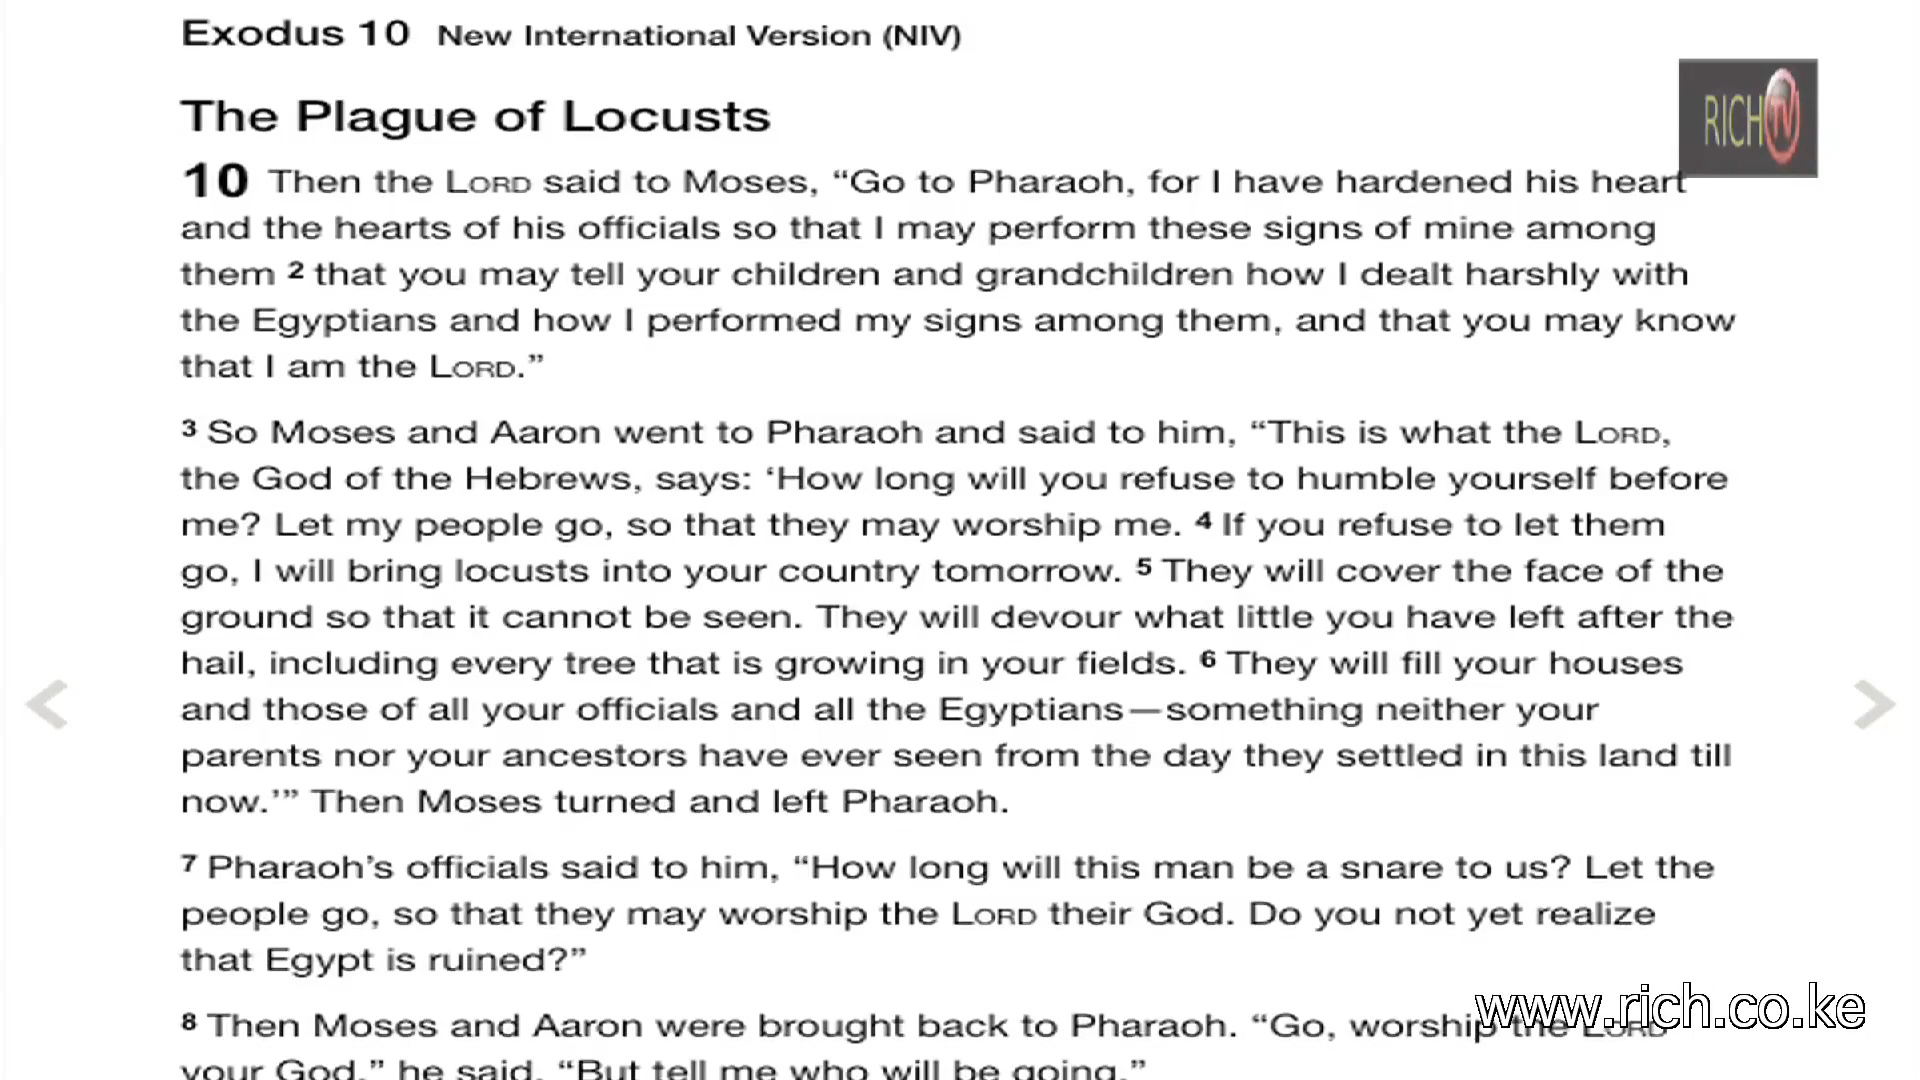 Exodus 10 New International Version (NIV)
The Plague of Locusts
RICH TV
10 Then the LORD said to Moses, “Go to Pharaoh, for I have hardened his heart
and the hearts of his officials so that I may perform these signs of mine among
them 2 that you may tell your children and grandchildren how I dealt harshly with
the Egyptians and how I performed my signs among them, and that you may know
that I am the LORD.”
3 So Moses and Aaron went to Pharaoh and said to him, “This is what the LORD,
the God of the Hebrews, says: ‘How long will you refuse to humble yourself before
me? Let my people go, so that they may worship me. 4 If you refuse to let them
go, I will bring locusts into your country tomorrow. 5 They will cover the face of the
ground so that it cannot be seen. They will devour what little you have left after the
hail, including every tree that is growing in your fields. 6 They will fill your houses
and those of all your officials and all the Egyptians—something neither your
parents nor your ancestors have ever seen from the day they settled in this land till
now.’” Then Moses turned and left Pharaoh.
7 Pharaoh’s officials said to him, “How long will this man be a snare to us? Let the
people go, so that they may worship the LORD their God. Do you not yet realize
that Egypt is ruined?”
8 Then Moses and Aaron were brought back to Pharaoh. “Go, worship the LORD
your God,” he said. “But tell me who will be going.”
www.rich.co.ke